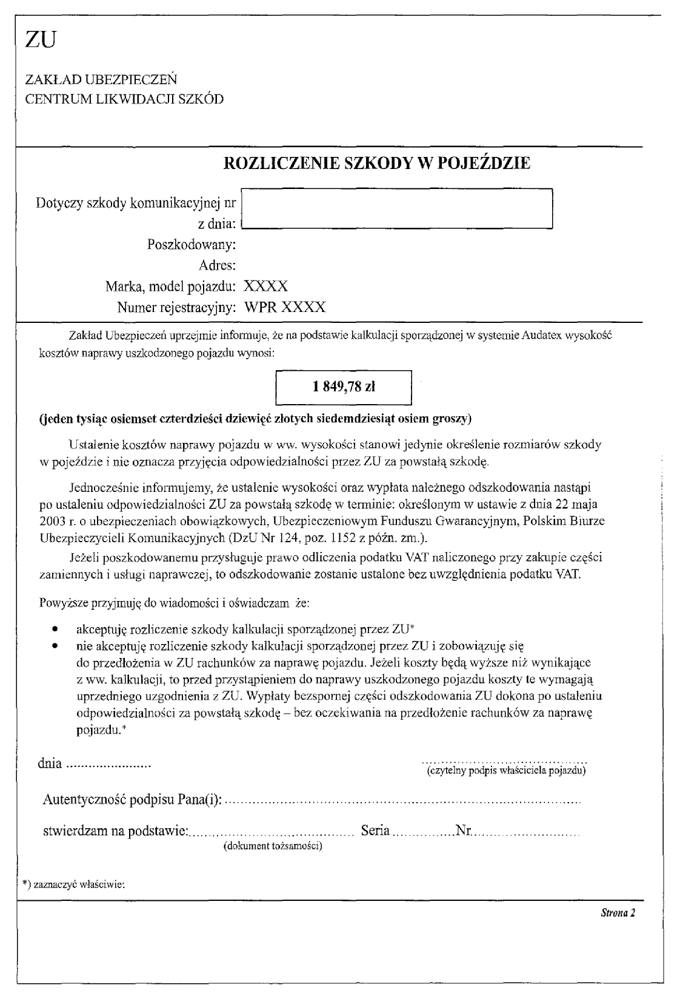 ZU
ZAKŁAD UBEZPIECZEŃ
CENTRUM LIKWIDACJI SZKÓD
ROZLICZENIE SZKODY W POJEŹDZIE
Dotyczy szkody komunikacyjnej nr
z dnia:
Poszkodowany:
Adres:
Marka, model pojazdu: XXXX
Numer rejestracyjny: WPR XXXX
Zakład Ubezpieczeń uprzejmie informuje, że na podstawie kalkulacji sporządzonej w systemie Audatex wysokość
kosztów naprawy uszkodzonego pojazdu wynosi:
1 849,78 zł
(jeden tysiąc osiemset czterdzieści dziewięć złotych siedemdziesiąt osiem groszy)
Ustalenie kosztów naprawy pojazdu w ww. wysokości stanowi jedynie określenie rozmiarów szkody
w pojeździe i nie oznacza przyjęcia odpowiedzialności przez ZU za powstałą szkodę.
Jednocześnie informujemy, że ustalenie wysokości oraz wypłata należnego odszkodowania nastąpi
po ustaleniu odpowiedzialności ZU za powstałą szkodę w terminie: określonym w ustawie z dnia 22 maja
2003 r. o ubezpieczeniach obowiązkowych, Ubezpieczeniowym Funduszu Gwarancyjnym, Polskim Biurze
Ubezpieczycieli Komunikacyjnych (DzU Nr 124, poz. 1152 z późn. zm.).
Jeżeli poszkodowanemu przysługuje prawo odliczenia podatku VAT naliczonego przy zakupie części
zamiennych i usługi naprawczej, to odszkodowanie zostanie ustalone bez uwzględnienia podatku VAT.
Powyższe przyjmuję do wiadomości i oświadczam że:
• akceptuję rozliczenie szkody kalkulacji sporządzonej przez ZU*
• nie akceptuję rozliczenie szkody kalkulacji sporządzonej przez ZU i zobowiązuję się
do przedłożenia w ZU rachunków za naprawę pojazdu. Jeżeli koszty będą wyższe niż wynikające
z ww. kalkulacji, to przed przystąpieniem do naprawy uszkodzonego pojazdu koszty te wymagają
uprzedniego uzgodnienia z ZU. Wypłaty bezspornej części odszkodowania ZU dokona po ustaleniu
odpowiedzialności za powstałą szkodę – bez oczekiwania na przedłożenie rachunków za naprawę
pojazdu.*
dnia .......................
(czytelny podpis właściciela pojazdu)
Autentyczność podpisu Pana(i): ..........................................................................................
stwierdzam na podstawie:.......................................... Seria ................Nr............................
(dokument tożsamości)
*) zaznaczyć właściwie:
Strona 2